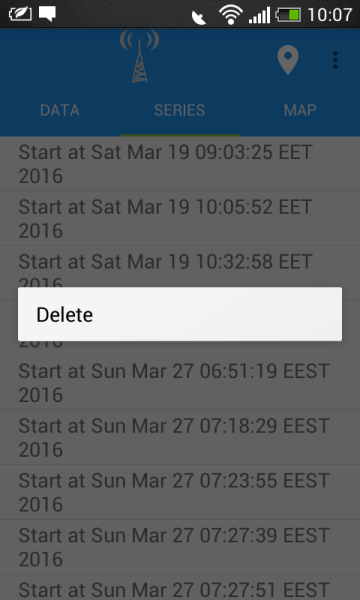 10:07
DATA SERIES MAP
Start at Sat Mar 19 09:03:25 EET
2016
Start at Sat Mar 19 10:05:52 EET
2016
Start at Sat Mar 19 10:32:58 EET
2016
Delete
2016
Start at Sun Mar 27 06:51:19 EEST
2016
Start at Sun Mar 27 07:18:29 EEST
2016
Start at Sun Mar 27 07:23:55 EEST
2016
Start at Sun Mar 27 07:27:39 EEST
2016
Start at Sun Mar 27 07:27:51 EEST